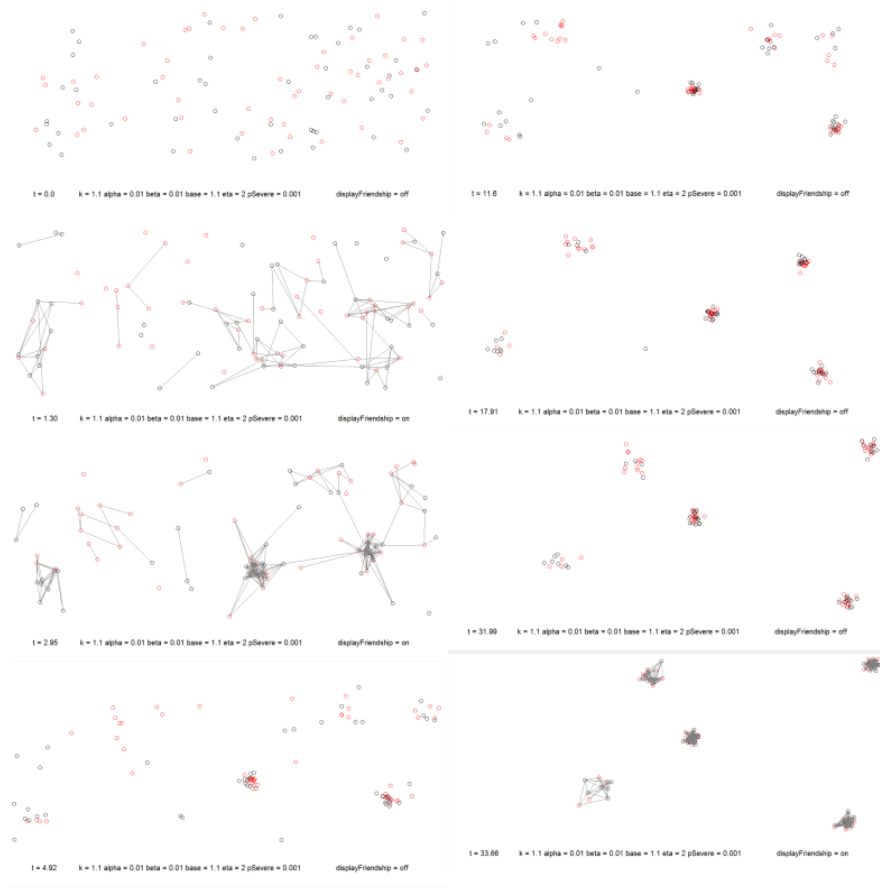 t = 0.0 k = 1.1 alpha = 0.01 beta = 0.01 base = 1.1 eta = 2 pSevere = 0.001 displayFriendship = off
t = 1.30 k = 1.1 alpha = 0.01 beta = 0.01 base = 1.1 eta = 2 pSevere = 0.001 displayFriendship = on
t = 2.95 k = 1.1 alpha = 0.01 beta = 0.01 base = 1.1 eta = 2 pSevere = 0.001 displayFriendship = on
t = 4.92 k = 1.1 alpha = 0.01 beta = 0.01 base = 1.1 eta = 2 pSevere = 0.001 displayFriendship = off
t = 11.6 k = 1.1 alpha = 0.01 beta = 0.01 base = 1.1 eta = 2 pSevere = 0.001 displayFriendship = off
t = 17.91 k = 1.1 alpha = 0.01 beta = 0.01 base = 1.1 eta = 2 pSevere = 0.001 displayFriendship = off
t = 31.99 k = 1.1 alpha = 0.01 beta = 0.01 base = 1.1 eta = 2 pSevere = 0.001 displayFriendship = off
t = 33.66 k = 1.1 alpha = 0.01 beta = 0.01 base = 1.1 eta = 2 pSevere = 0.001 displayFriendship = on